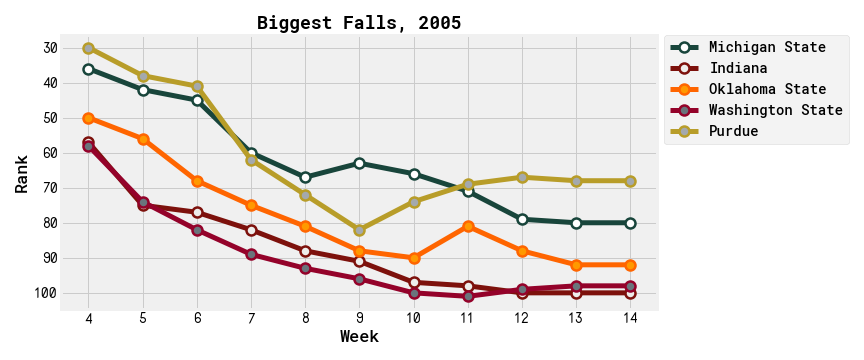 Biggest Falls, 2005
Michigan State
Indiana
Oklahoma State
Washington State
Purdue
Rank
30
40
50
60
70
80
90
100
4 5 6 7 8 9 10 11 12 13 14
Week